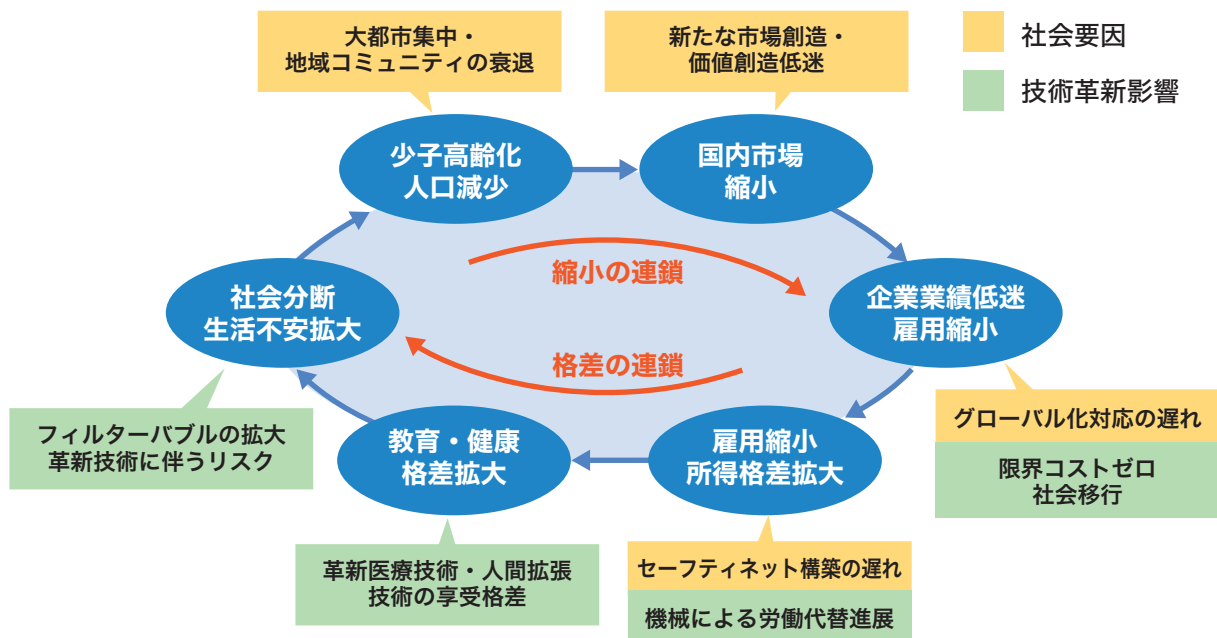 大都市集中・
地域コミュニティの衰退
新たな市場創造・
価値創造低迷
社会要因
技術革新影響
少子高齢化
人口減少
国内市場
縮小
縮小の連鎖
社会分断
生活不安拡大
企業業績低迷
雇用縮小
格差の連鎖
フィルターバブルの拡大
革新技術に伴うリスク
教育・健康
格差拡大
雇用縮小
所得格差拡大
グローバル化対応の遅れ
限界コストゼロ
社会移行
革新医療技術・人間拡張
技術の享受格差
セーフティネット構築の遅れ
機械による労働代替進展